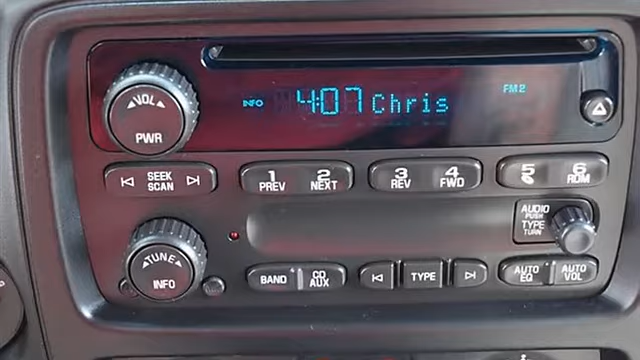 INFO 4:07 Chris FM2
VOL
PWR
SEEK
SCAN
1 PREV
2 NEXT
3 REV
4 FWD
5
6 RDM
AUDIO
PUSH
TYPE
TURN
TUNE
INFO
BAND
CD
AUX
TYPE
AUTO
EQ
AUTO
VOL